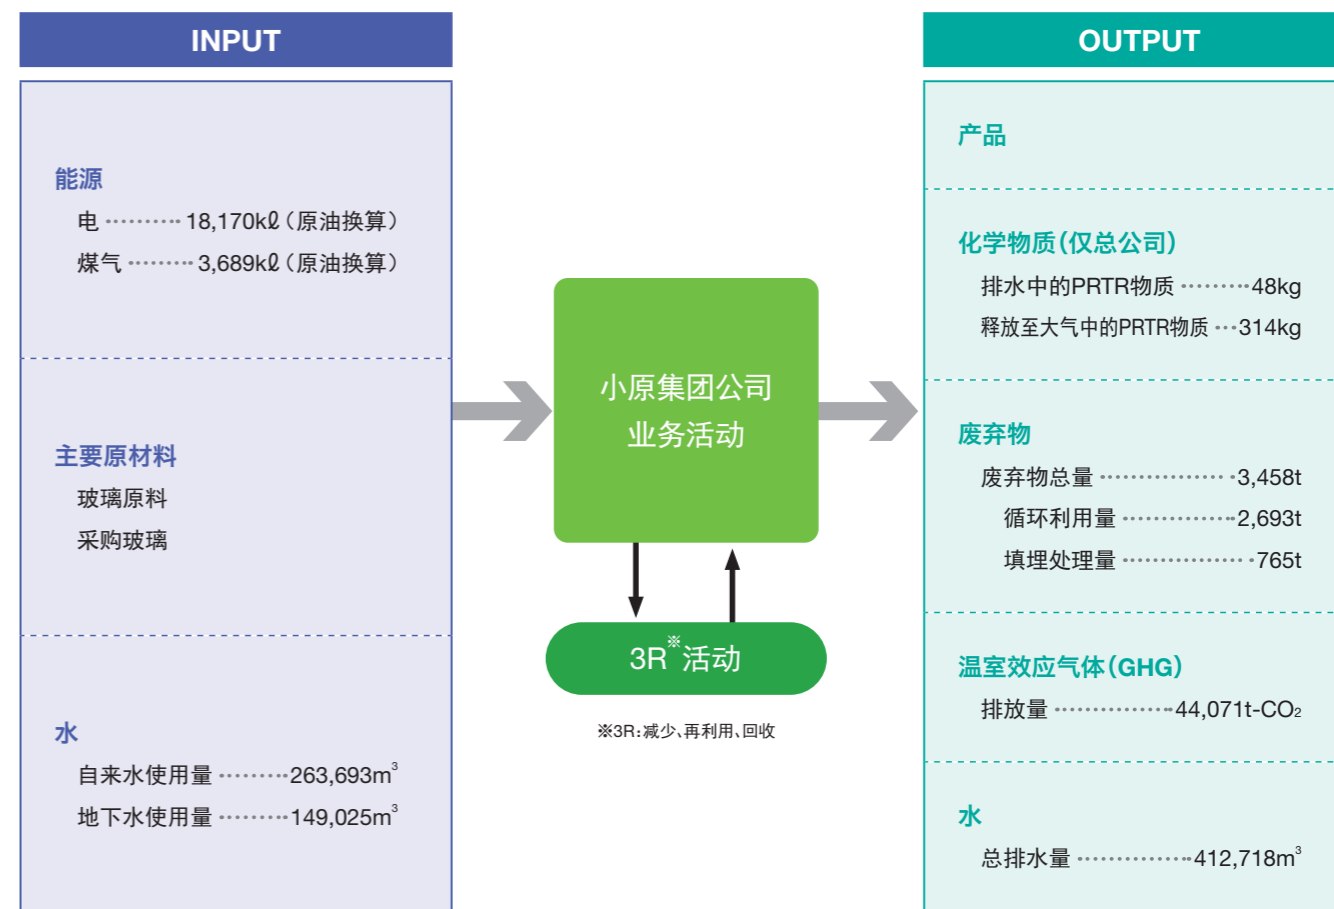 INPUT
能源
电 ·········· 18,170kℓ（原油换算）
煤气 ········· 3,689kℓ（原油换算）
主要原材料
玻璃原料
采购玻璃
水
自来水使用量 ·········263,693m³
地下水使用量 ·········149,025m³
小原集团公司
业务活动
3R※活动
※3R：减少、再利用、回收
OUTPUT
产品
化学物质（仅总公司）
排水中的PRTR物质 ·········48kg
释放至大气中的PRTR物质 ···314kg
废弃物
废弃物总量 ················3,458t
循环利用量 ···············2,693t
填埋处理量 ················765t
温室效应气体（GHG）
排放量 ···············44,071t-CO₂
水
总排水量 ···············412,718m³